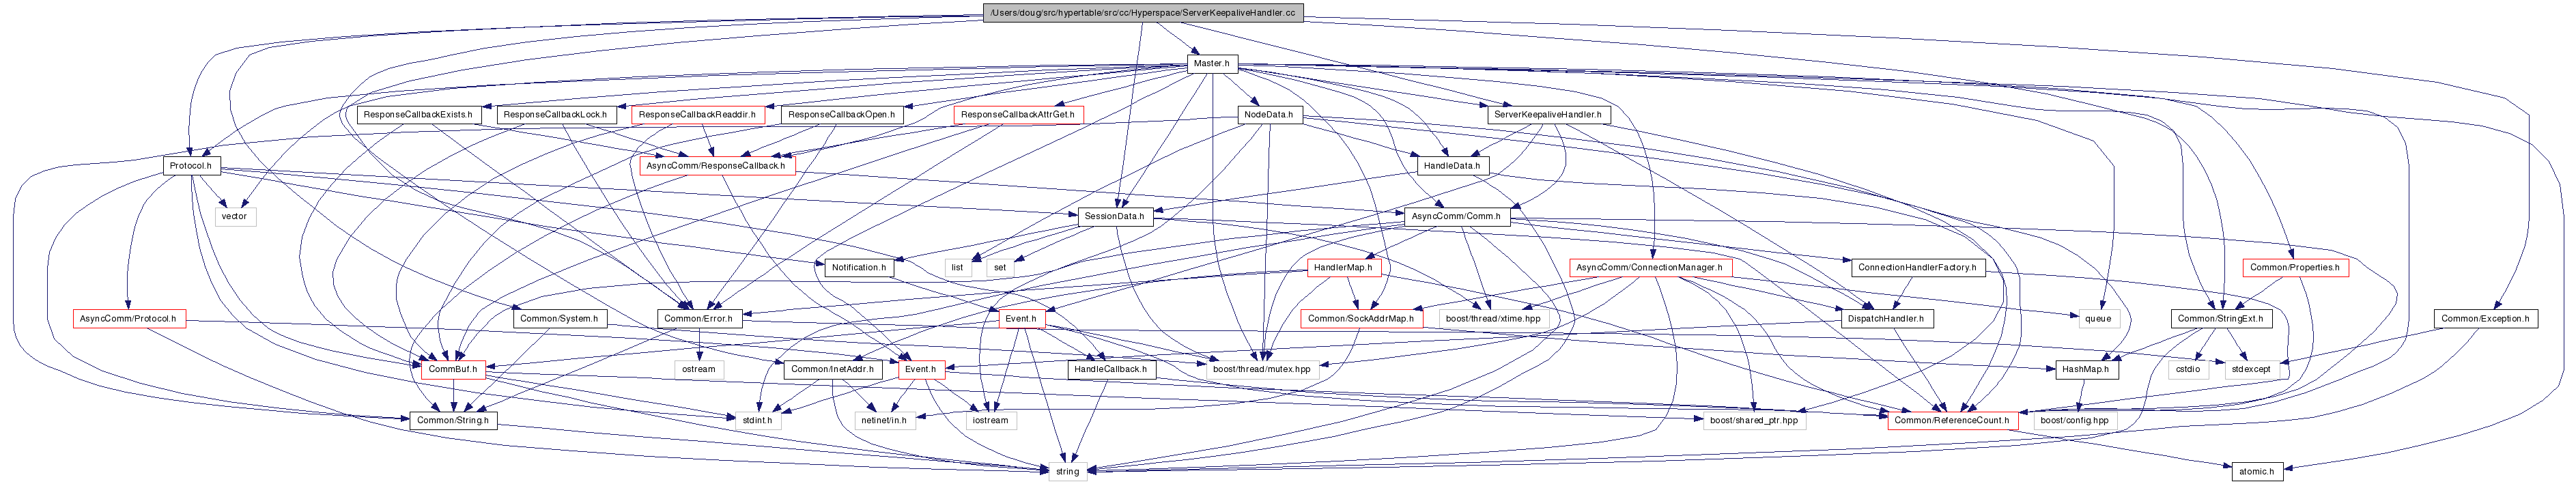 /Users/doug/src/hypertable/src/cc/Hyperspace/ServerKeepaliveHandler.cc
Master.h
ResponseCallbackExists.h
ResponseCallbackLock.h
ResponseCallbackReaddir.h
ResponseCallbackOpen.h
ResponseCallbackAttrGet.h
NodeData.h
ServerKeepaliveHandler.h
Protocol.h
AsyncComm/ResponseCallback.h
HandleData.h
vector
SessionData.h
AsyncComm/Comm.h
Notification.h
list
set
HandlerMap.h
AsyncComm/ConnectionManager.h
ConnectionHandlerFactory.h
Common/Properties.h
AsyncComm/Protocol.h
Common/System.h
Common/Error.h
Event.h
Common/SockAddrMap.h
boost/thread/xtime.hpp
DispatchHandler.h
queue
Common/StringExt.h
Common/Exception.h
CommBuf.h
ostream
Common/InetAddr.h
Event.h
HandleCallback.h
boost/thread/mutex.hpp
HashMap.h
cstdio
stdexcept
Common/String.h
stdint.h
netinet/in.h
iostream
boost/shared_ptr.hpp
Common/ReferenceCount.h
boost/config.hpp
string
atomic.h